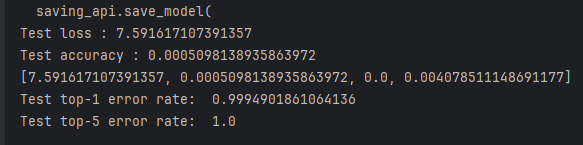 saving_api.save_model(
Test loss : 7.591617107391357
Test accuracy : 0.0005098138935863972
[7.591617107391357, 0.0005098138935863972, 0.0, 0.004078511148691177]
Test top-1 error rate:  0.9994901861064136
Test top-5 error rate:  1.0